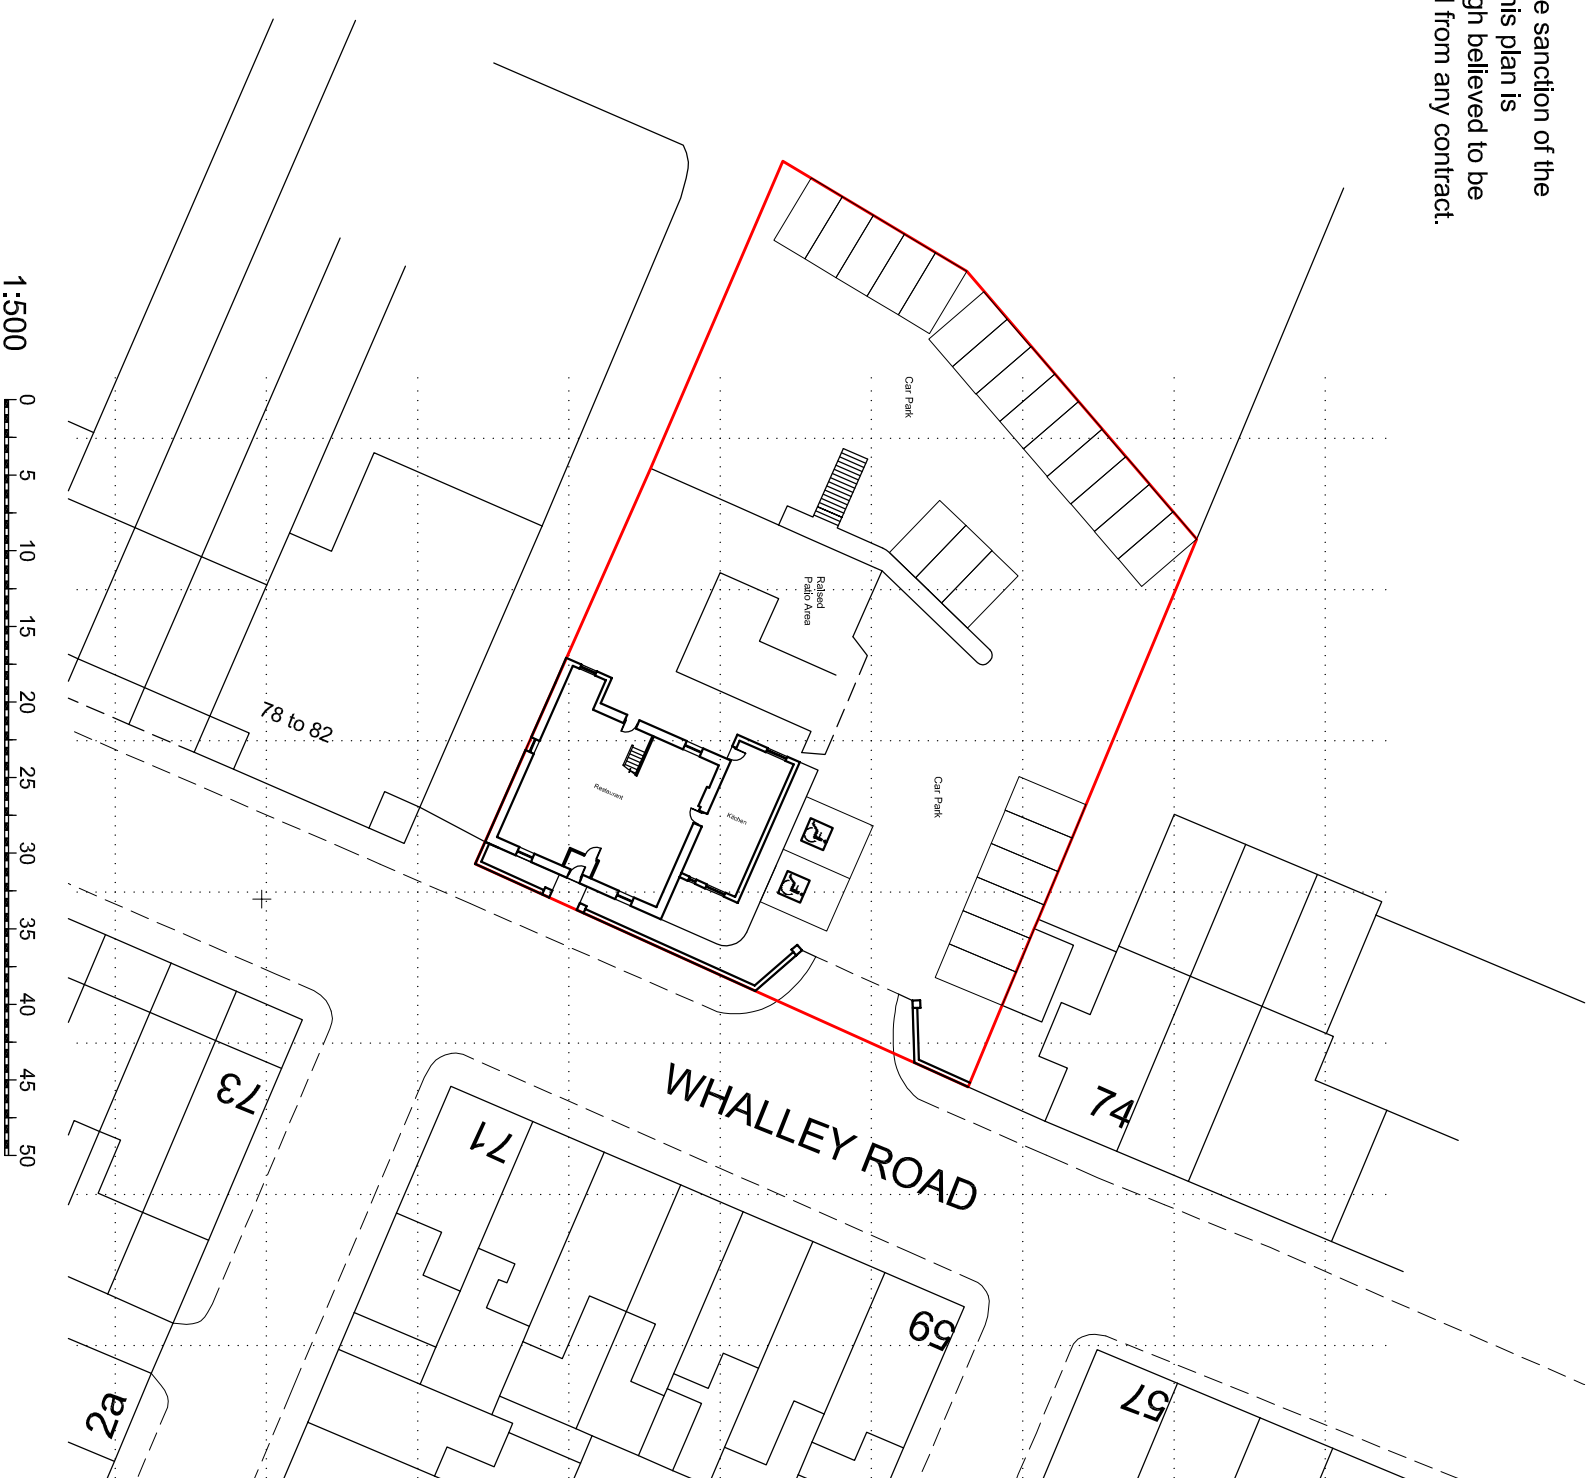 e sanction of the
his plan is
gh believed to be
d from any contract.
1:500
0
5
10
15
20
25
30
35
40
45
50
Car Park
Raised
Patio Area
Restaurant
Kitchen
Car Park
78 to 82
74
WHALLEY ROAD
73
71
59
57
2a